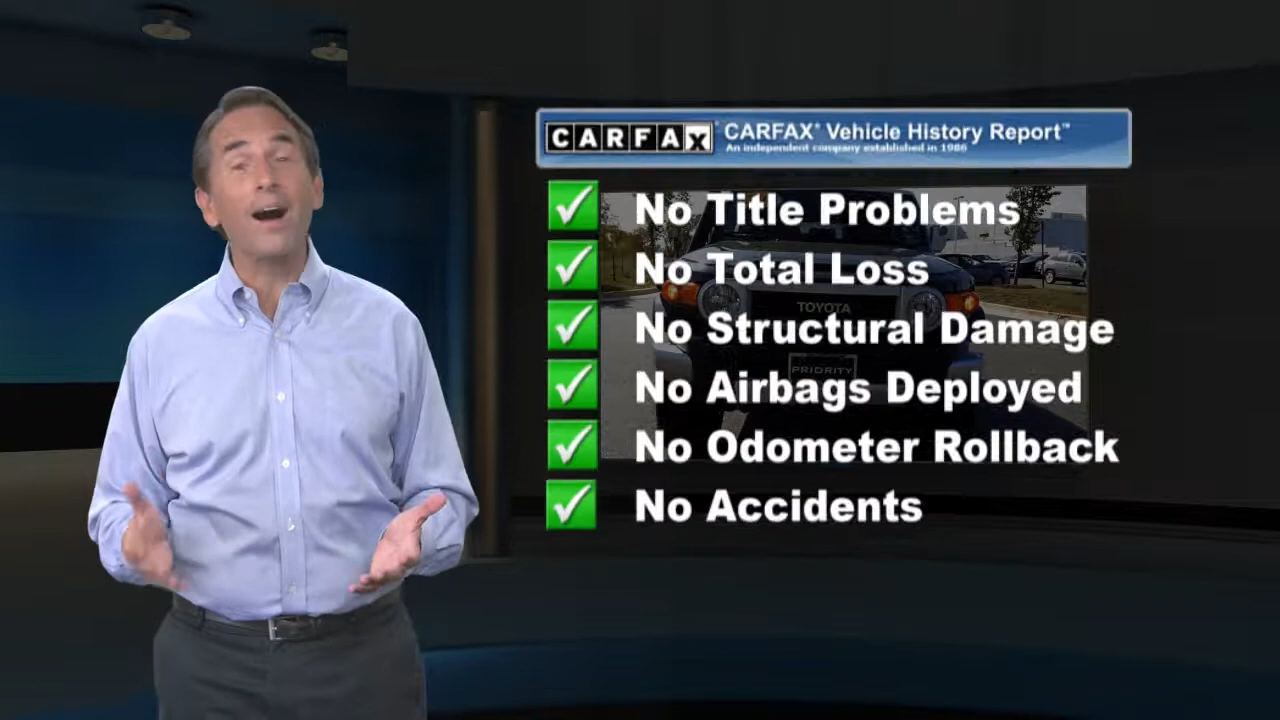 CARFAX CARFAX® Vehicle History Report™
An independent company established in 1986
No Title Problems
No Total Loss
No Structural Damage
No Airbags Deployed
No Odometer Rollback
No Accidents
TOYOTA
PRIORITY